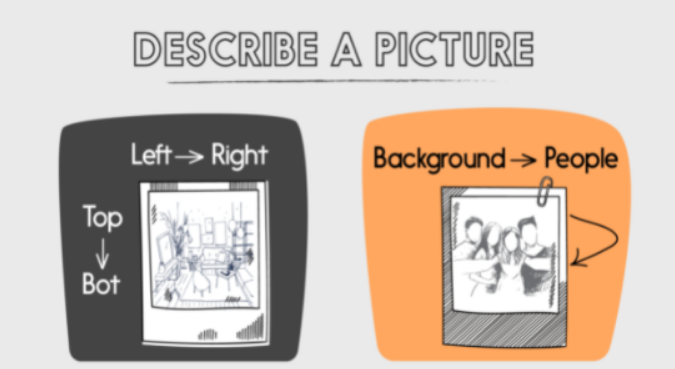 DESCRIBE A PICTURE
Left → Right
Top
↓
Bot
Background → People